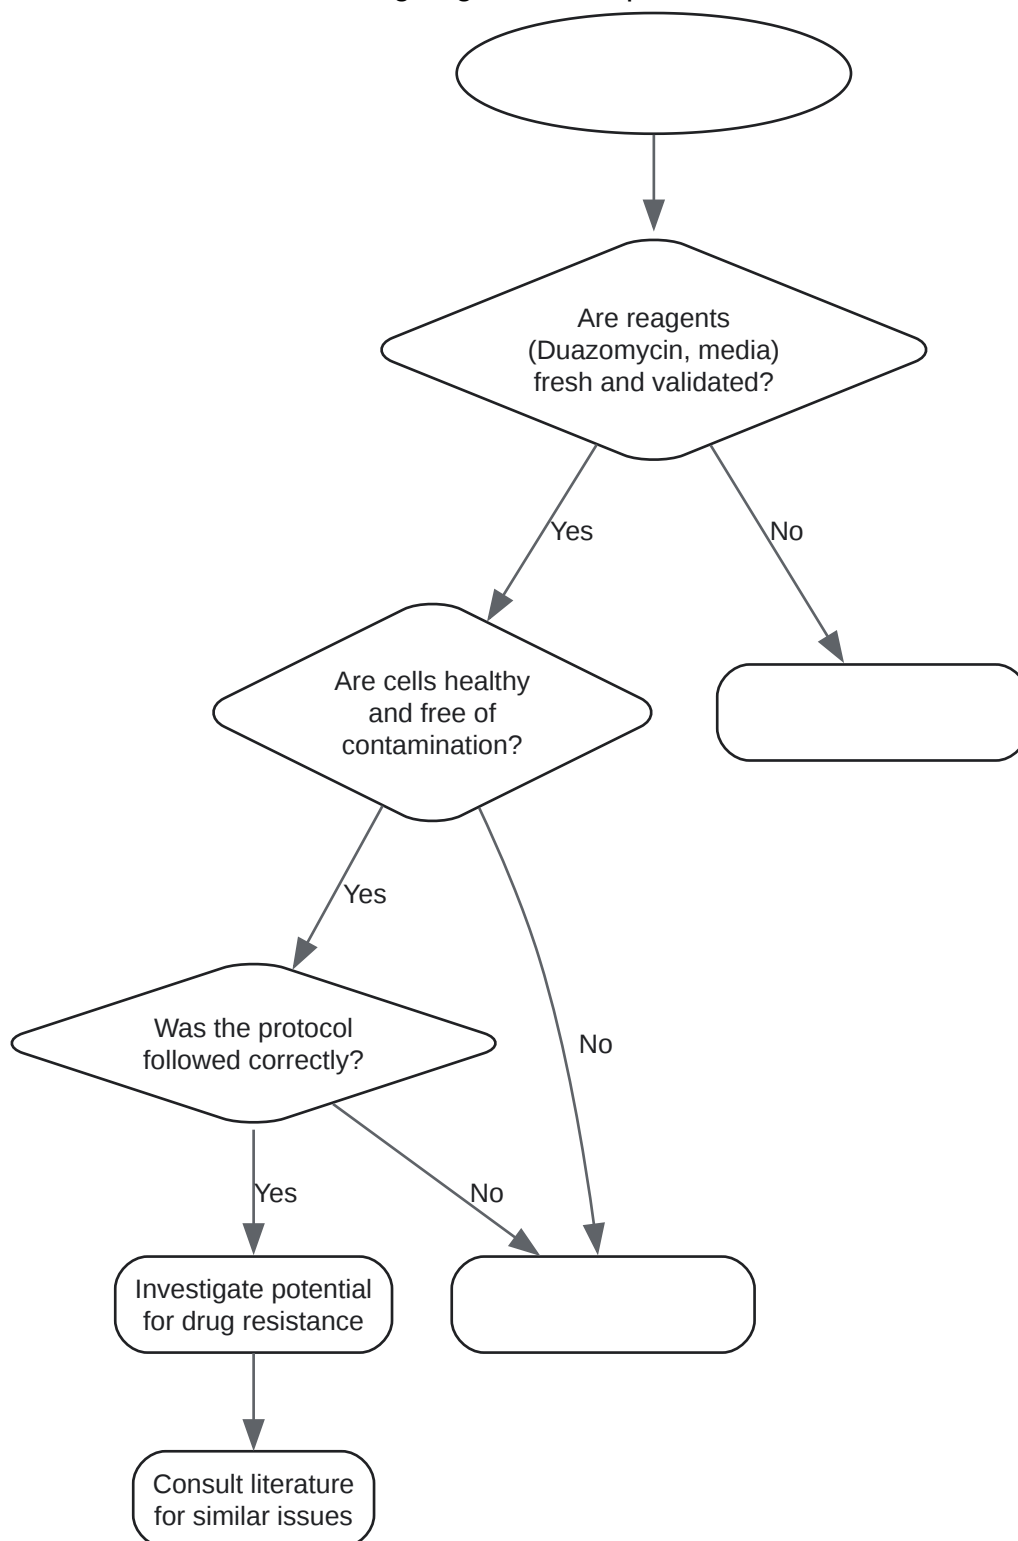 Are reagents
(Duazomycin, media)
fresh and validated?
Yes
No
Are cells healthy
and free of
contamination?
Yes
No
Was the protocol
followed correctly?
Yes
No
Investigate potential
for drug resistance
Consult literature
for similar issues